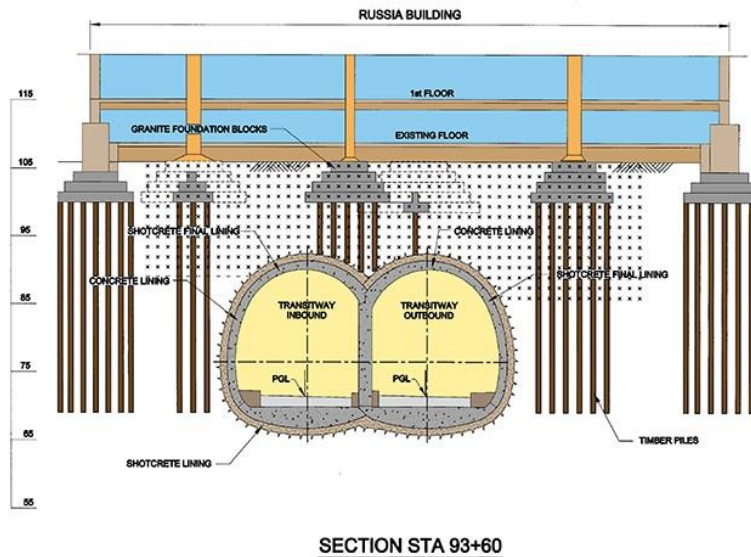 RUSSIA BUILDING
115
1st FLOOR
GRANITE FOUNDATION BLOCKS
EXISTING FLOOR
105
95
SHOTCRETE FINAL LINING
CONCRETE LINING
CONCRETE LINING
SHOTCRETE FINAL LINING
85
TRANSITWAY
INBOUND
TRANSITWAY
OUTBOUND
75
PGL
PGL
65
TIMBER PILES
SHOTCRETE LINING
55
SECTION STA 93+60